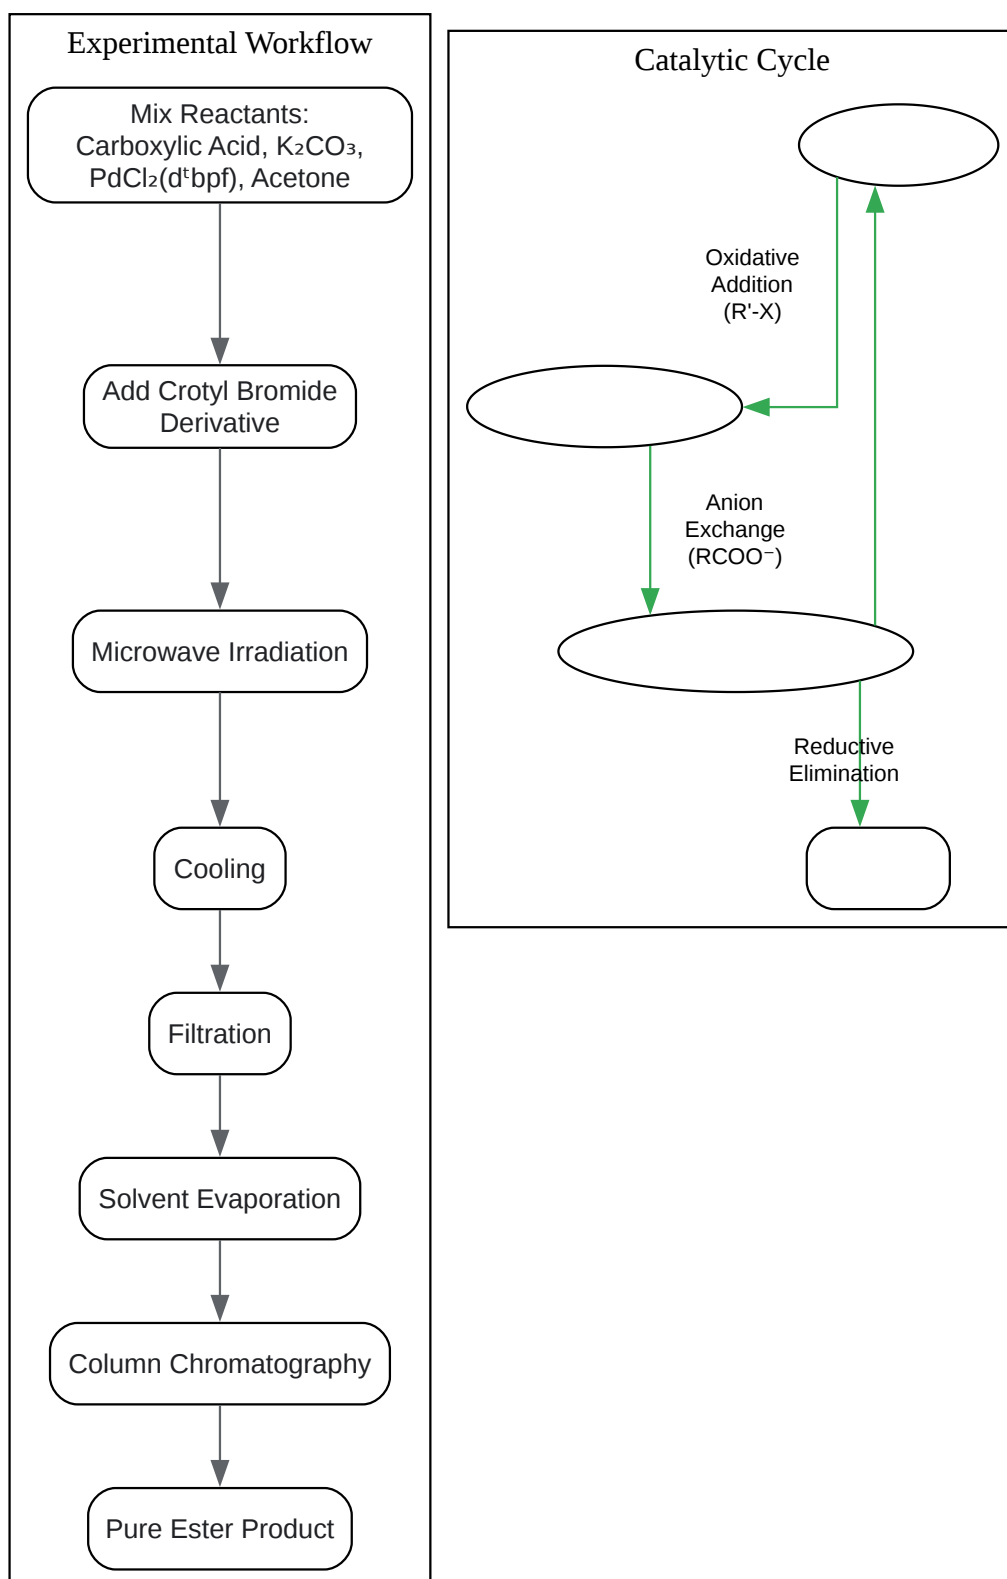 Experimental Workflow
Mix Reactants:
Carboxylic Acid, K₂CO₃,
PdCl₂(dᵗbpf), Acetone
Add Crotyl Bromide
Derivative
Microwave Irradiation
Cooling
Filtration
Solvent Evaporation
Column Chromatography
Pure Ester Product
Catalytic Cycle
Oxidative
Addition
(R'-X)
Anion
Exchange
(RCOO⁻)
Reductive
Elimination